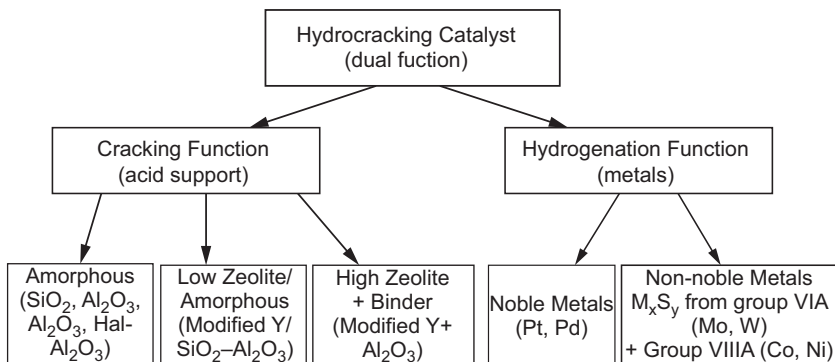 Hydrocracking Catalyst
(dual fuction)
Cracking Function
(acid support)
Hydrogenation Function
(metals)
Amorphous
(SiO₂, Al₂O₃,
Al₂O₃, Hal-
Al₂O₃)
Low Zeolite/
Amorphous
(Modified Y/
SiO₂–Al₂O₃)
High Zeolite
+ Binder
(Modified Y+
Al₂O₃)
Noble Metals
(Pt, Pd)
Non-noble Metals
MₓSᵧ from group VIA
(Mo, W)
+ Group VIIIA (Co, Ni)